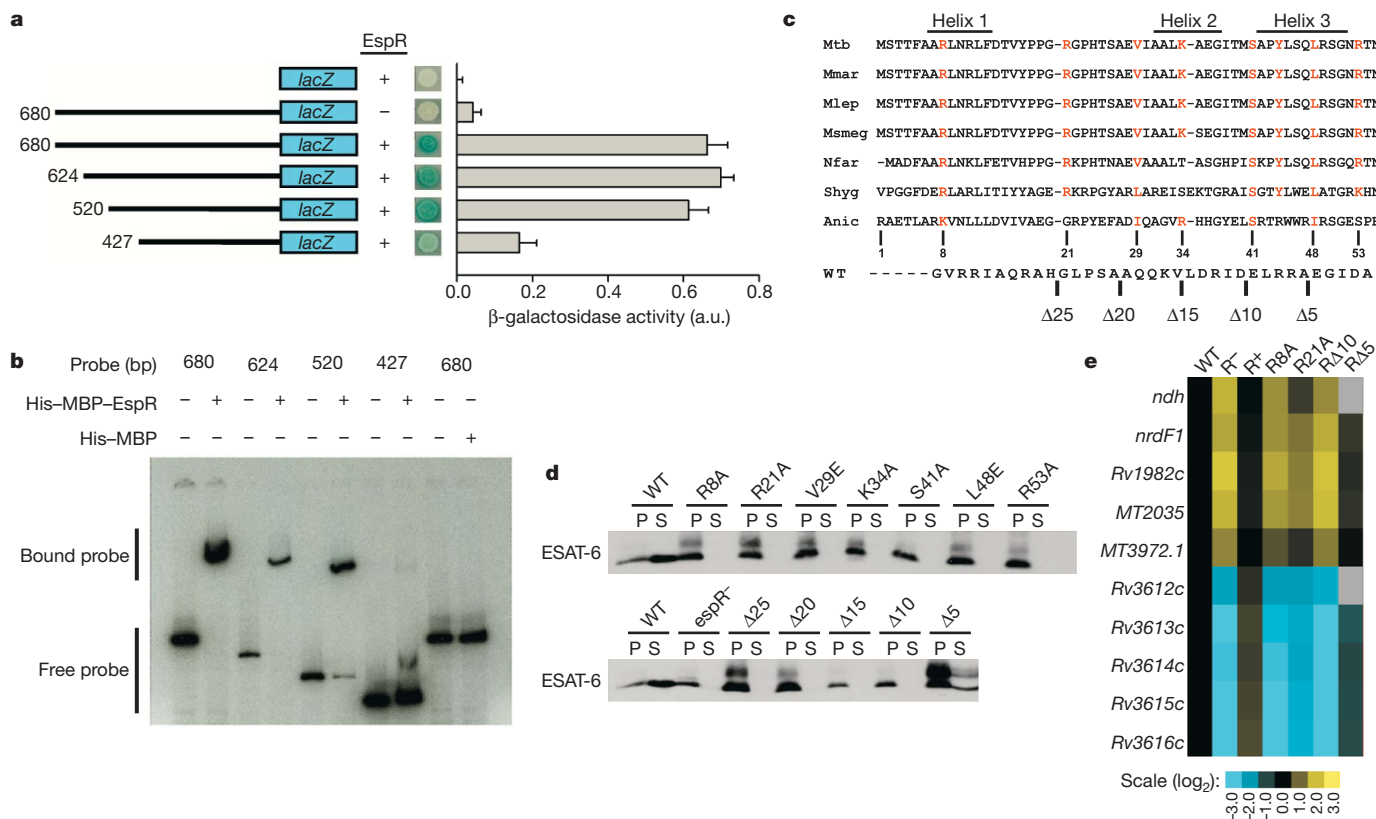 a
EspR
lacZ +
680 lacZ −
680 lacZ +
624 lacZ +
520 lacZ +
427 lacZ +
0.0 0.2 0.4 0.6 0.8
β-galactosidase activity (a.u.)
b
Probe (bp) 680 624 520 427 680
His–MBP–EspR − + − + − + − + − −
His–MBP − − − − − − − − − +
Bound probe
Free probe
c
Helix 1 Helix 2 Helix 3
Mtb MSTTFAARLNRLFDTVYPPG-RGPHTSAEVIAALK-AEGITMSAPYLSQLRSGNRTN
Mmar MSTTFAARLNRLFDTVYPPG-RGPHTSAEVIAALK-AEGITMSAPYLSQLRSGNRTN
Mlep MSTTFAARLNRLFDTVYPPG-RGPHTSAEVIAALK-AEGITMSAPYLSQLRSGNRTN
Msmeg MSTTFAARLNRLFDTVYPPG-RGPHTSAEVIAALK-SEGITMSAPYLSQLRSGNRTN
Nfar -MADFAARLNKLFETVHPPG-RKPHTNAEVAAALT-ASGHPISKPYLSQLRSGQRTN
Shyg VPGGFDERLARLITIYYAGE-RKRPGYARLAREISEKTGRAISGTYLWELATGRKHN
Anic RAETLARKVNLLLDVIVAEG-GRPYEFADIQAGVR-HHGYELSRTRWWRIRSGESPE
1 8 21 29 34 41 48 53
WT - - - - - - GVRRIAQRAHGLPSAAQQKVLDRIDELRRAEGIDA
Δ25 Δ20 Δ15 Δ10 Δ5
d
WT R8A R21A V29E K34A S41A L48E R53A
P S P S P S P S P S P S P S P S
ESAT-6
WT espR− Δ25 Δ20 Δ15 Δ10 Δ5
P S P S P S P S P S P S P S
ESAT-6
e
WT R− R+ R8A R21A RΔ10 RΔ5
ndh
nrdF1
Rv1982c
MT2035
MT3972.1
Rv3612c
Rv3613c
Rv3614c
Rv3615c
Rv3616c
Scale (log2):
−3.0 −2.0 −1.0 0.0 1.0 2.0 3.0